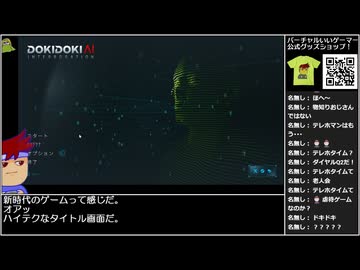 DOKIDOKI AI
INTERROGATION
スタート
?????
オプション
終了
新時代のゲームって感じだ。
オアッ
ハイテクなタイトル画面だ。
バーチャルいいゲーマー
公式グッズショップ!
名無し: ほへ~
名無し: 物知りおじさん
ではない
名無し: テレホマンはも
う・・・
名無し:
名無し: テレホタイム?
名無し: ダイヤルQ2だ!
名無し: テレホタイムて
名無し: 老人会
名無し: テレホタイムて
名無し: 虐待ゲーム
なのか?
名無し: ドキドキ
名無し: ?????